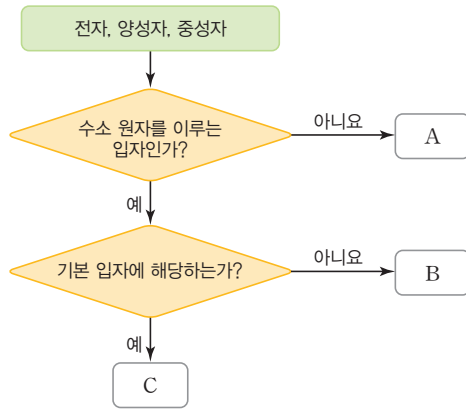 전자, 양성자, 중성자
수소 원자를 이루는
입자인가?
아니요
A
예
기본 입자에 해당하는가?
아니요
B
예
C